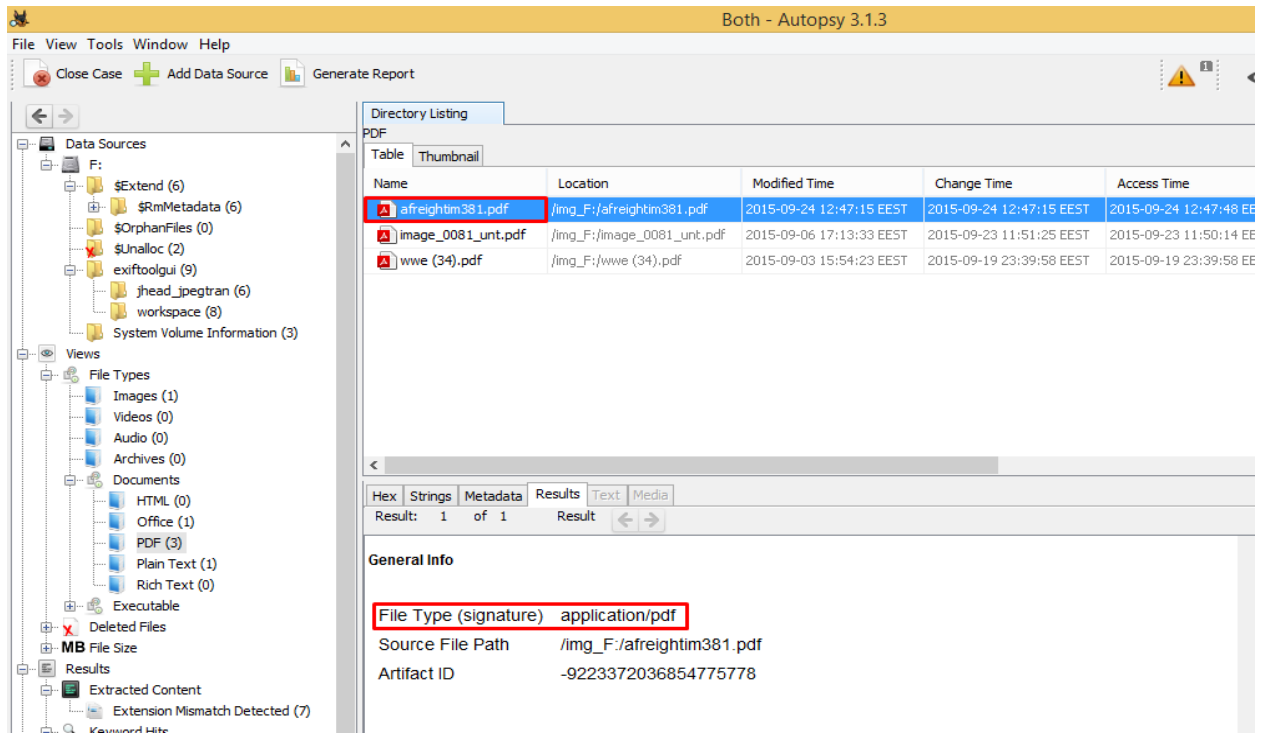 Both - Autopsy 3.1.3
File View Tools Window Help
Close Case Add Data Source Generate Report 1
Data Sources
F:
$Extend (6)
$RmMetadata (6)
$OrphanFiles (0)
$Unalloc (2)
exiftoolgui (9)
jhead_jpegtran (6)
workspace (8)
System Volume Information (3)
Views
File Types
Images (1)
Videos (0)
Audio (0)
Archives (0)
Documents
HTML (0)
Office (1)
PDF (3)
Plain Text (1)
Rich Text (0)
Executable
Deleted Files
MB File Size
Results
Extracted Content
Extension Mismatch Detected (7)
Keyword Hits
Directory Listing
PDF
Table Thumbnail
Name Location Modified Time Change Time Access Time
afreightim381.pdf /img_F:/afreightim381.pdf 2015-09-24 12:47:15 EEST 2015-09-24 12:47:15 EEST 2015-09-24 12:47:48 EE
image_0081_unt.pdf /img_F:/image_0081_unt.pdf 2015-09-06 17:13:33 EEST 2015-09-23 11:51:25 EEST 2015-09-23 11:50:14 EE
wwe (34).pdf /img_F:/wwe (34).pdf 2015-09-03 15:54:23 EEST 2015-09-19 23:39:58 EEST 2015-09-19 23:39:58 EE
Hex Strings Metadata Results Text Media
Result: 1 of 1 Result
General Info
File Type (signature) application/pdf
Source File Path /img_F:/afreightim381.pdf
Artifact ID -9223372036854775778